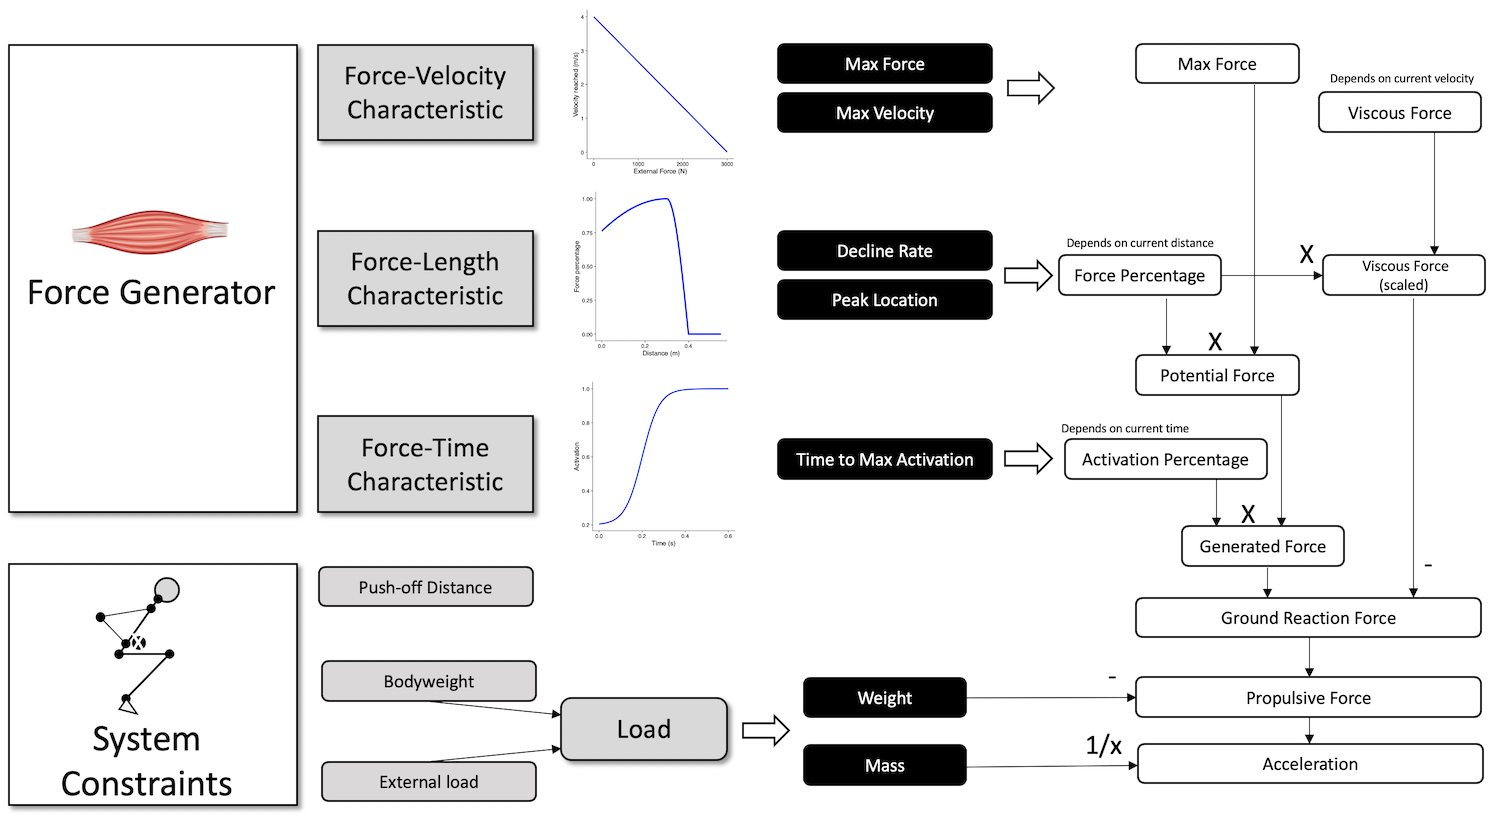 Force Generator
System
Constraints
Force-Velocity
Characteristic
Force-Length
Characteristic
Force-Time
Characteristic
Push-off Distance
Bodyweight
External load
Load
Velocity reached (m/s)
4
3
2
1
0
0 1000 2000 3000
External Force (N)
Force percentage
1.00
0.75
0.50
0.25
0.00
0.0 0.2 0.4
Distance (m)
Activation
1.0
0.8
0.6
0.4
0.2
0.0 0.2 0.4 0.6
Time (s)
Max Force
Max Velocity
Decline Rate
Peak Location
Time to Max Activation
Weight
Mass
Max Force
Depends on current velocity
Viscous Force
Depends on current distance
Force Percentage
X
Viscous Force
(scaled)
X
Potential Force
Depends on current time
Activation Percentage
X
Generated Force
-
Ground Reaction Force
-
Propulsive Force
1/x
Acceleration